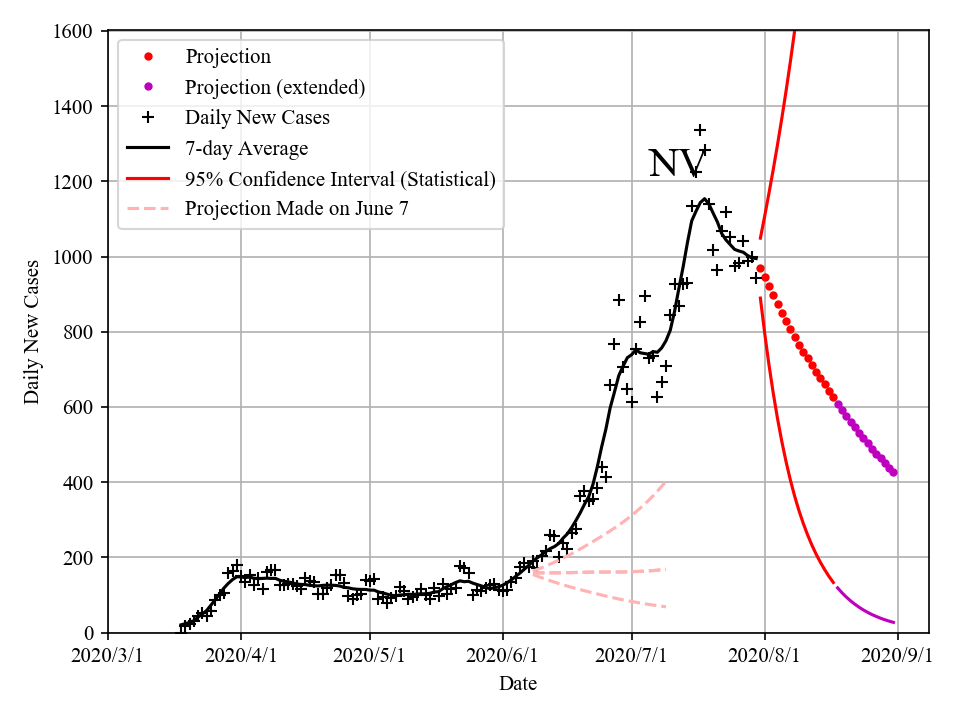 1600
1400
1200
1000
800
600
400
200
0
Daily New Cases
Projection
Projection (extended)
Daily New Cases
7-day Average
95% Confidence Interval (Statistical)
Projection Made on June 7
NV
2020/3/1 2020/4/1 2020/5/1 2020/6/1 2020/7/1 2020/8/1 2020/9/1
Date